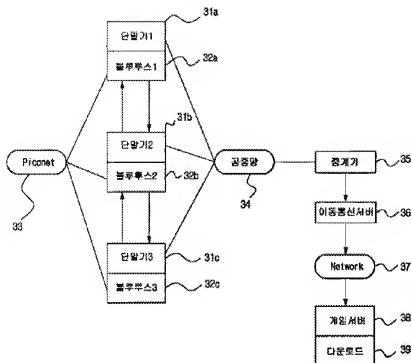 31a
단말기1
32a
블루투스1
31b
단말기2
블루투스2
32b
Piconet
33
공중망
34
중계기
35
이동통신서버
36
Network
37
31c
단말기3
32c
블루투스3
게임서버
38
다운로드
39